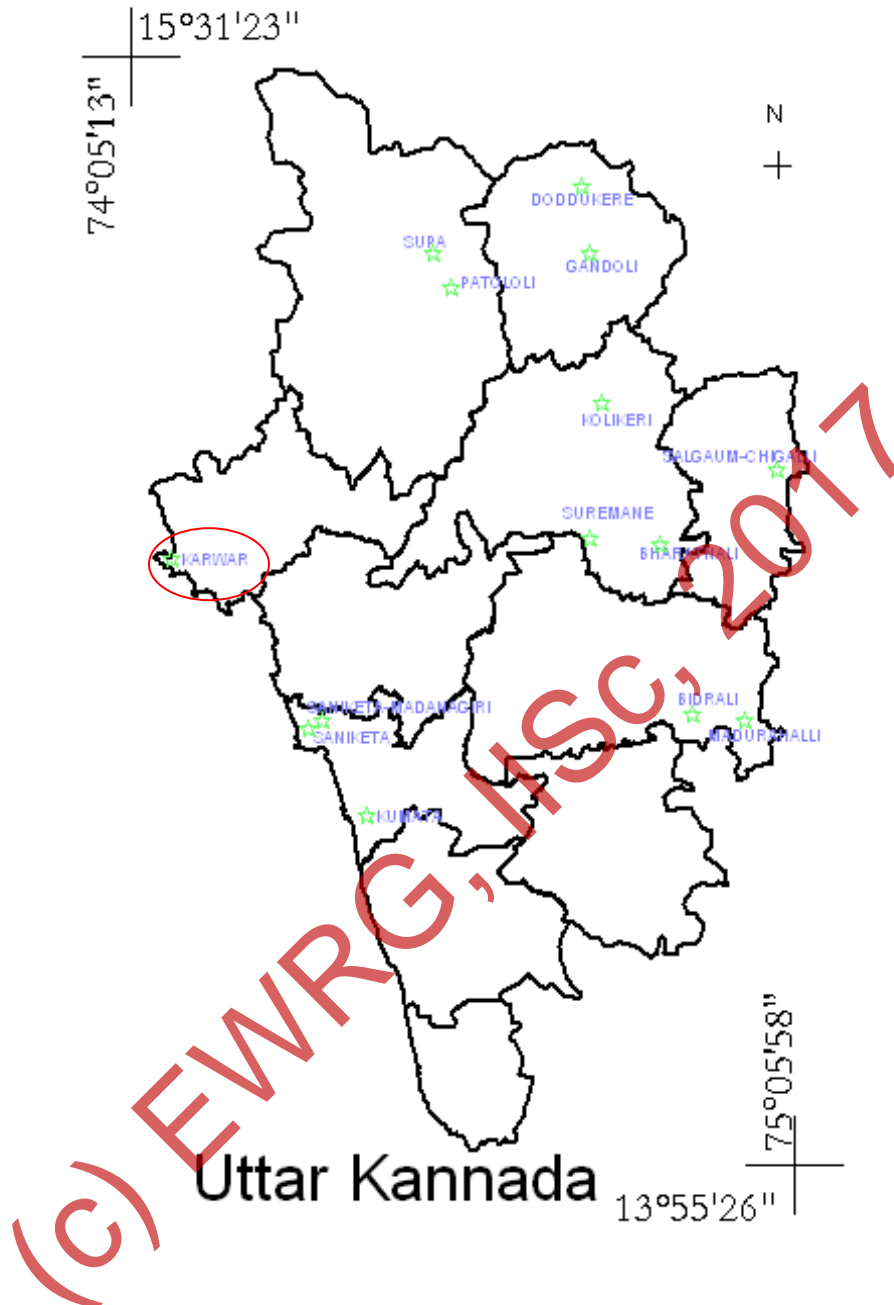 15°31'23"
74°05'13"
N
DODDUKERE
SUPA
GANDOLI
PATOLOLI
KOLIKERI
SALGAUM-CHIGALLI
SUREMANE
KARWAR
BIDRALI
SANIKETA-MADANAGIRI
MADURAHALLI
SANIKETA
KUMATA
75°05'58"
Uttar Kannada
13°55'26"
(c) EWRG, IISc, 2017